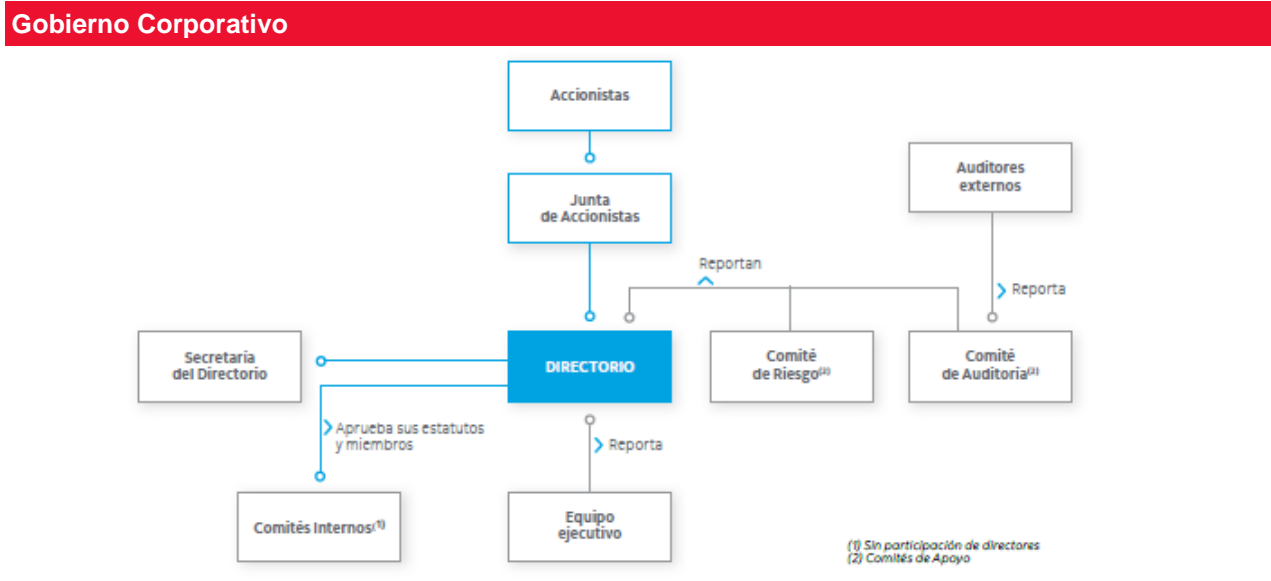 Gobierno Corporativo
Accionistas
Junta
de Accionistas
Auditores
externos
Reportan
Reporta
Secretaria
del Directorio
DIRECTORIO
Comité
de Riesgo⁽²⁾
Comité
de Auditoria⁽²⁾
Aprueba sus estatutos
y miembros
Reporta
Comités Internos⁽¹⁾
Equipo
ejecutivo
(1) Sin participación de directores
(2) Comités de Apoyo